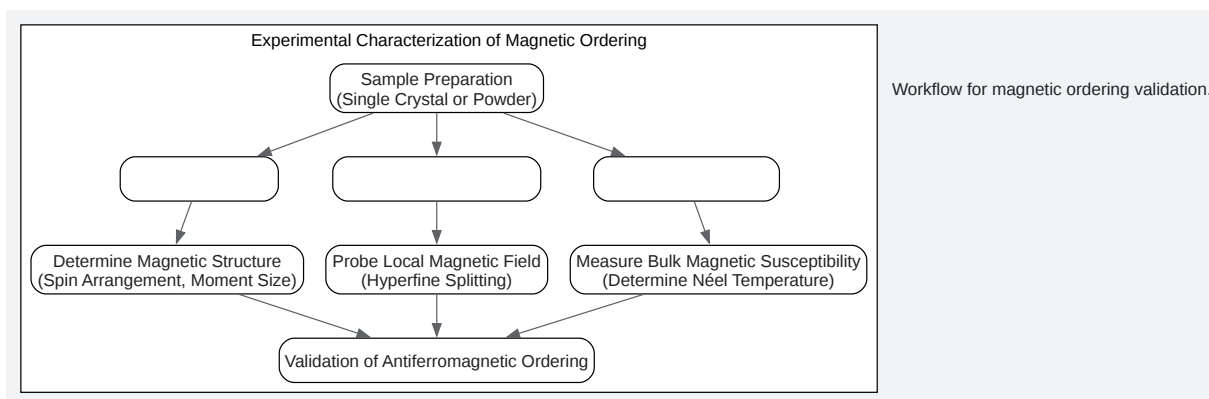 Experimental Characterization of Magnetic Ordering
Sample Preparation
(Single Crystal or Powder)
Workflow for magnetic ordering validation.
Determine Magnetic Structure
(Spin Arrangement, Moment Size)
Probe Local Magnetic Field
(Hyperfine Splitting)
Measure Bulk Magnetic Susceptibility
(Determine Néel Temperature)
Validation of Antiferromagnetic Ordering